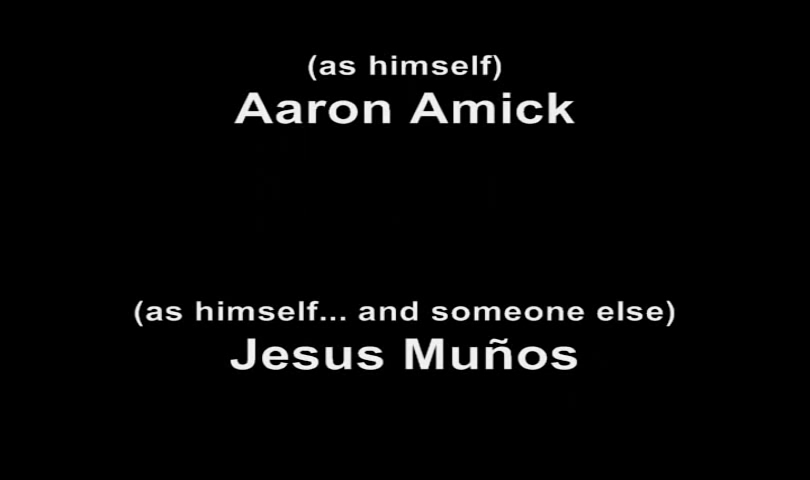 (as himself)
Aaron Amick
(as himself... and someone else)
Jesus Muños